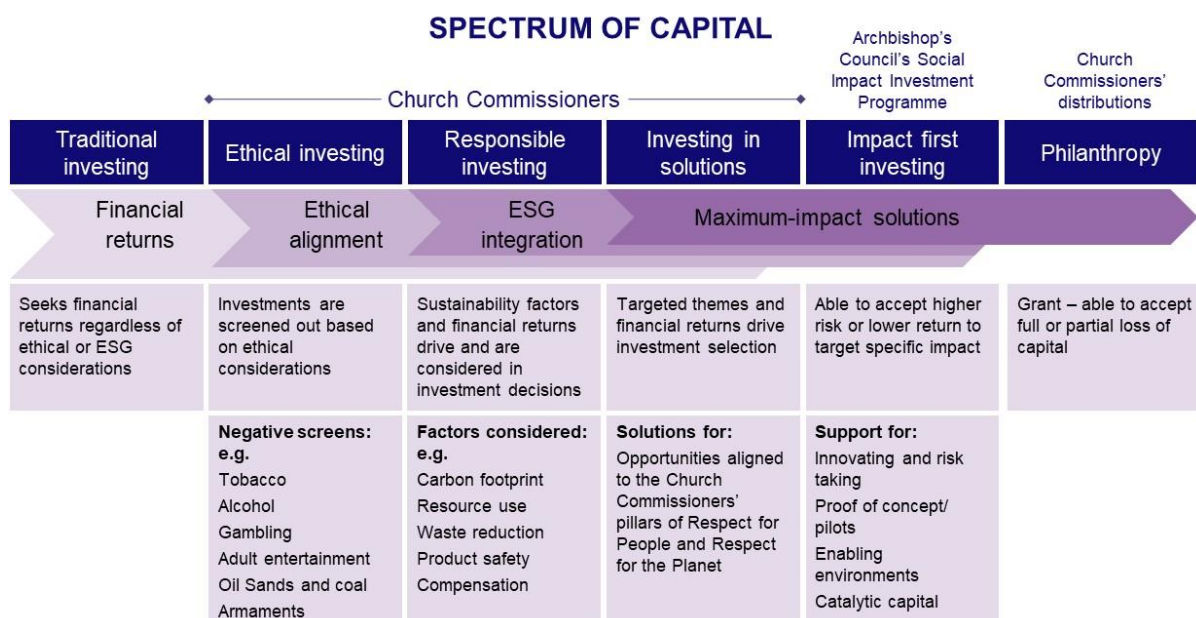 SPECTRUM OF CAPITAL
Archbishop's
Council's Social
Impact Investment
Programme
Church
Commissioners'
distributions
Church Commissioners
Traditional
investing
Ethical investing
Responsible
investing
Investing in
solutions
Impact first
investing
Philanthropy
Financial
returns
Ethical
alignment
ESG
integration
Maximum-impact solutions
Seeks financial
returns regardless of
ethical or ESG
considerations
Investments are
screened out based
on ethical
considerations
Sustainability factors
and financial returns
drive and are
considered in
investment decisions
Targeted themes and
financial returns drive
investment selection
Able to accept higher
risk or lower return to
target specific impact
Grant – able to accept
full or partial loss of
capital
Negative screens:
e.g.
Tobacco
Alcohol
Gambling
Adult entertainment
Oil Sands and coal
Armaments
Factors considered:
e.g.
Carbon footprint
Resource use
Waste reduction
Product safety
Compensation
Solutions for:
Opportunities aligned
to the Church
Commissioners'
pillars of Respect for
People and Respect
for the Planet
Support for:
Innovating and risk
taking
Proof of concept/
pilots
Enabling
environments
Catalytic capital